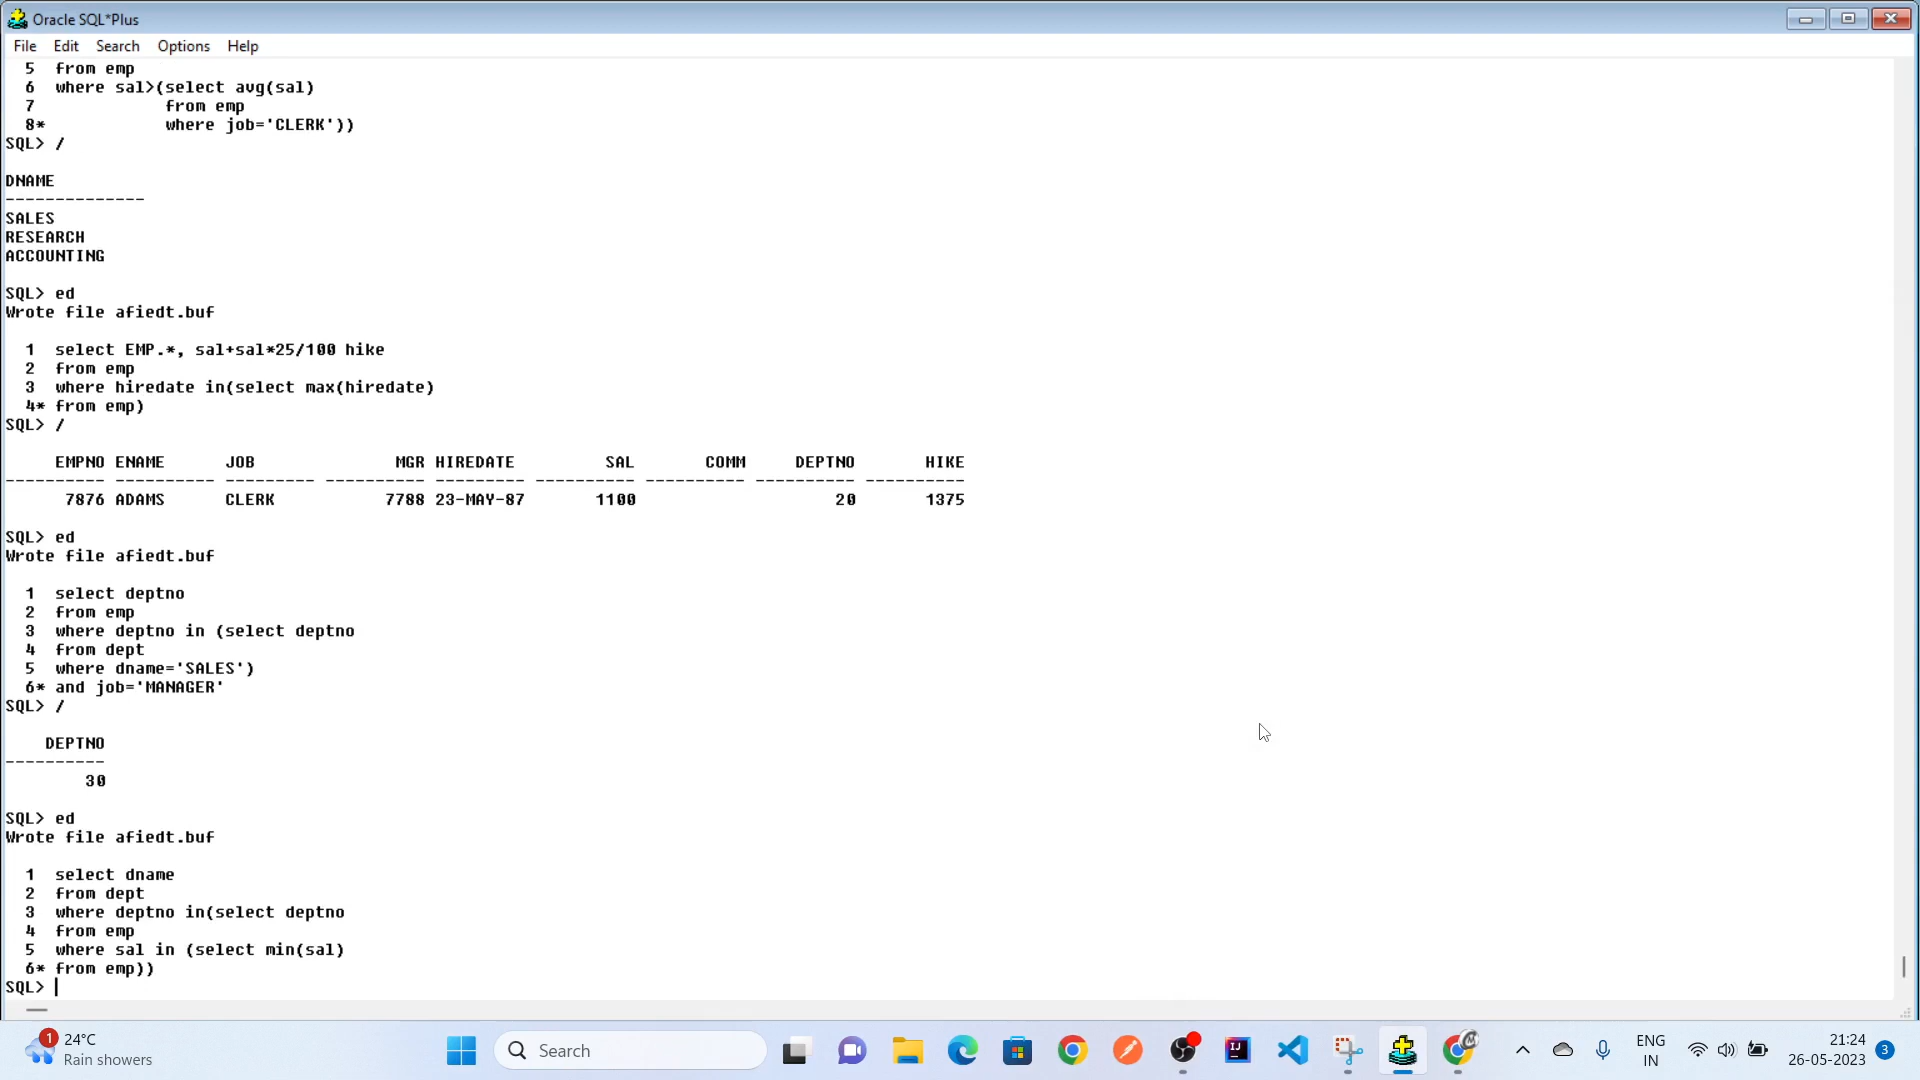 Oracle SQL*Plus
File Edit Search Options Help
5 from emp
6 where sal>(select avg(sal)
7 from emp
8* where job='CLERK'))
SQL> /
DNAME
--------------
SALES
RESEARCH
ACCOUNTING
SQL> ed
Wrote file afiedt.buf
1 select EMP.*, sal+sal*25/100 hike
2 from emp
3 where hiredate in(select max(hiredate)
4* from emp)
SQL> /
EMPNO ENAME JOB MGR HIREDATE SAL COMM DEPTNO HIKE
---------- ---------- --------- ---------- --------- ---------- ---------- ---------- ----------
7876 ADAMS CLERK 7788 23-MAY-87 1100 20 1375
SQL> ed
Wrote file afiedt.buf
1 select deptno
2 from emp
3 where deptno in (select deptno
4 from dept
5 where dname='SALES')
6* and job='MANAGER'
SQL> /
DEPTNO
----------
30
SQL> ed
Wrote file afiedt.buf
1 select dname
2 from dept
3 where deptno in(select deptno
4 from emp
5 where sal in (select min(sal)
6* from emp))
SQL>
1 24°C
Rain showers
Search
IJ
M
ENG
IN
21:24
26-05-2023
3